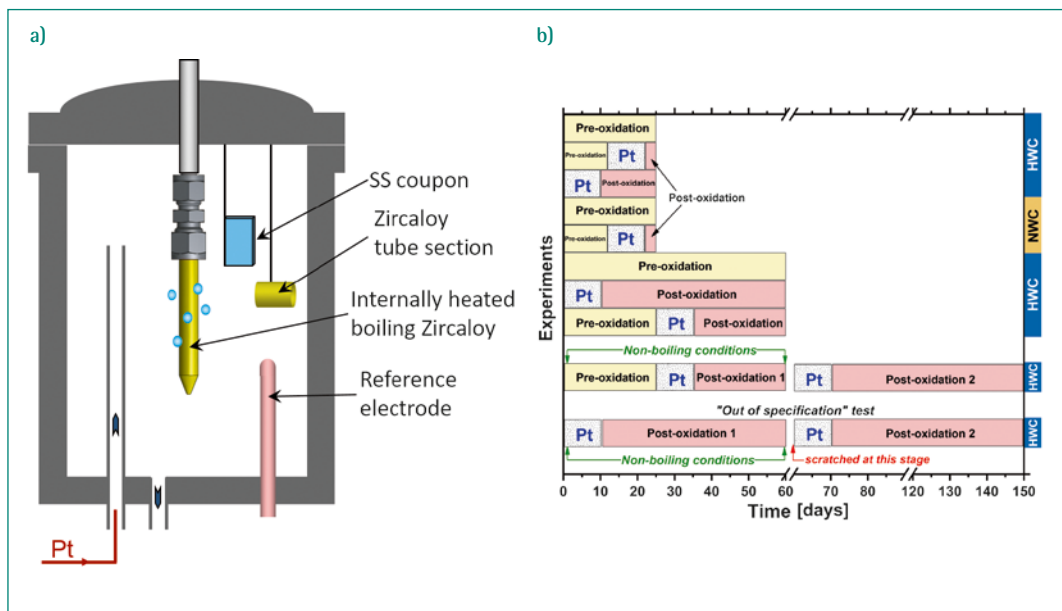 a)
SS coupon
Zircaloy
tube section
Internally heated
boiling Zircaloy
Reference
electrode
Pt
b)
Experiments
Pre-oxidation
Pre-oxidation Pt
Pt Post-oxidation
Post-oxidation
Pre-oxidation
Pre-oxidation Pt
Pre-oxidation
Pt Post-oxidation
Pre-oxidation Pt Post-oxidation
Non-boiling conditions
Pre-oxidation Pt Post-oxidation 1 Pt Post-oxidation 2
"Out of specification" test
Pt Post-oxidation 1 Pt Post-oxidation 2
Non-boiling conditions scratched at this stage
HWC
NWC
HWC
HWC
HWC
0 10 20 30 40 50 60 70 80 120 130 140 150
Time [days]